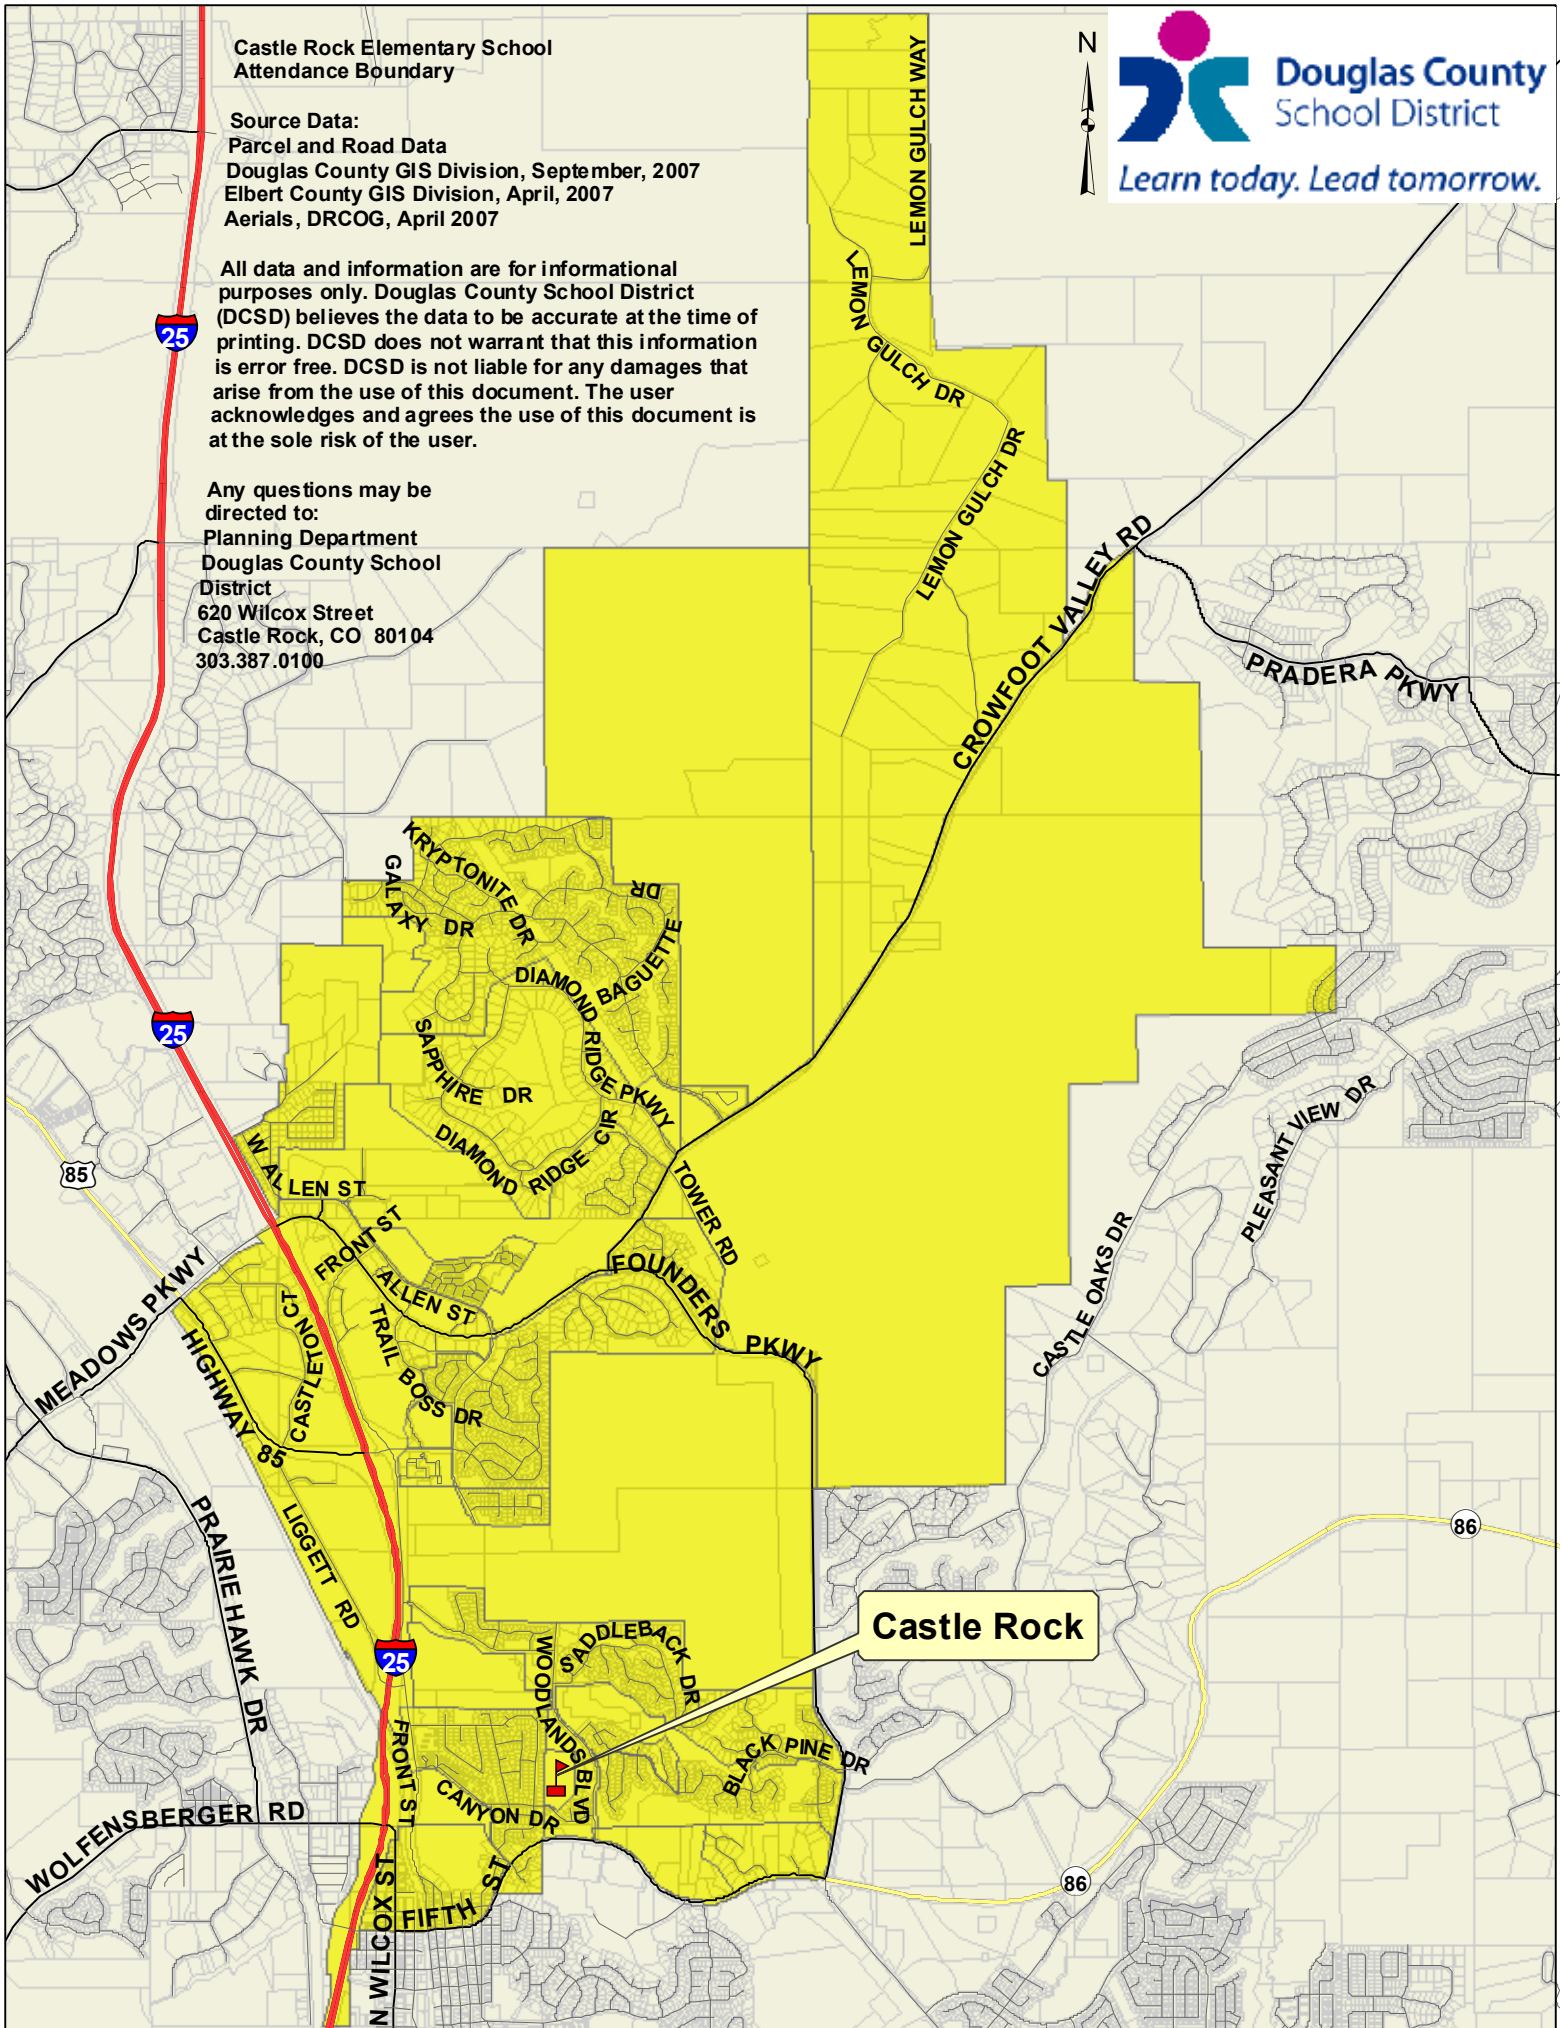 Castle Rock Elementary School
Attendance Boundary
Source Data:
Parcel and Road Data
Douglas County GIS Division, September, 2007
Elbert County GIS Division, April, 2007
Aerials, DRCOG, April 2007
All data and information are for informational
purposes only. Douglas County School District
(DCSD) believes the data to be accurate at the time of
printing. DCSD does not warrant that this information
is error free. DCSD is not liable for any damages that
arise from the use of this document. The user
acknowledges and agrees the use of this document is
at the sole risk of the user.
Any questions may be
directed to:
Planning Department
Douglas County School
District
620 Wilcox Street
Castle Rock, CO 80104
303.387.0100
N
Douglas County
School District
Learn today. Lead tomorrow.
LEMON GULCH WAY
LEMON GULCH DR
LEMON GULCH DR
CROWFOOT VALLEY RD
PRADERA PKWY
25
KRYPTONITE DR
GALAXY DR
BAGUETTE DR
DIAMOND RIDGE PKWY
SAPPHIRE DR
DIAMOND RIDGE CIR
25
85
W ALLEN ST
FRONT ST
ALLEN ST
TOWER RD
FOUNDERS PKWY
MEADOWS PKWY
HIGHWAY 85
CASTLETON CT
TRAIL BOSS DR
PLEASANT VIEW DR
CASTLE OAKS DR
PRAIRIE HAWK DR
LIGGETT RD
86
Castle Rock
25
WOODLANDS BLVD
SADDLEBACK DR
BLACK PINE DR
FRONT ST
CANYON DR
WOLFENSBERGER RD
N WILCOX ST
FIFTH ST
86